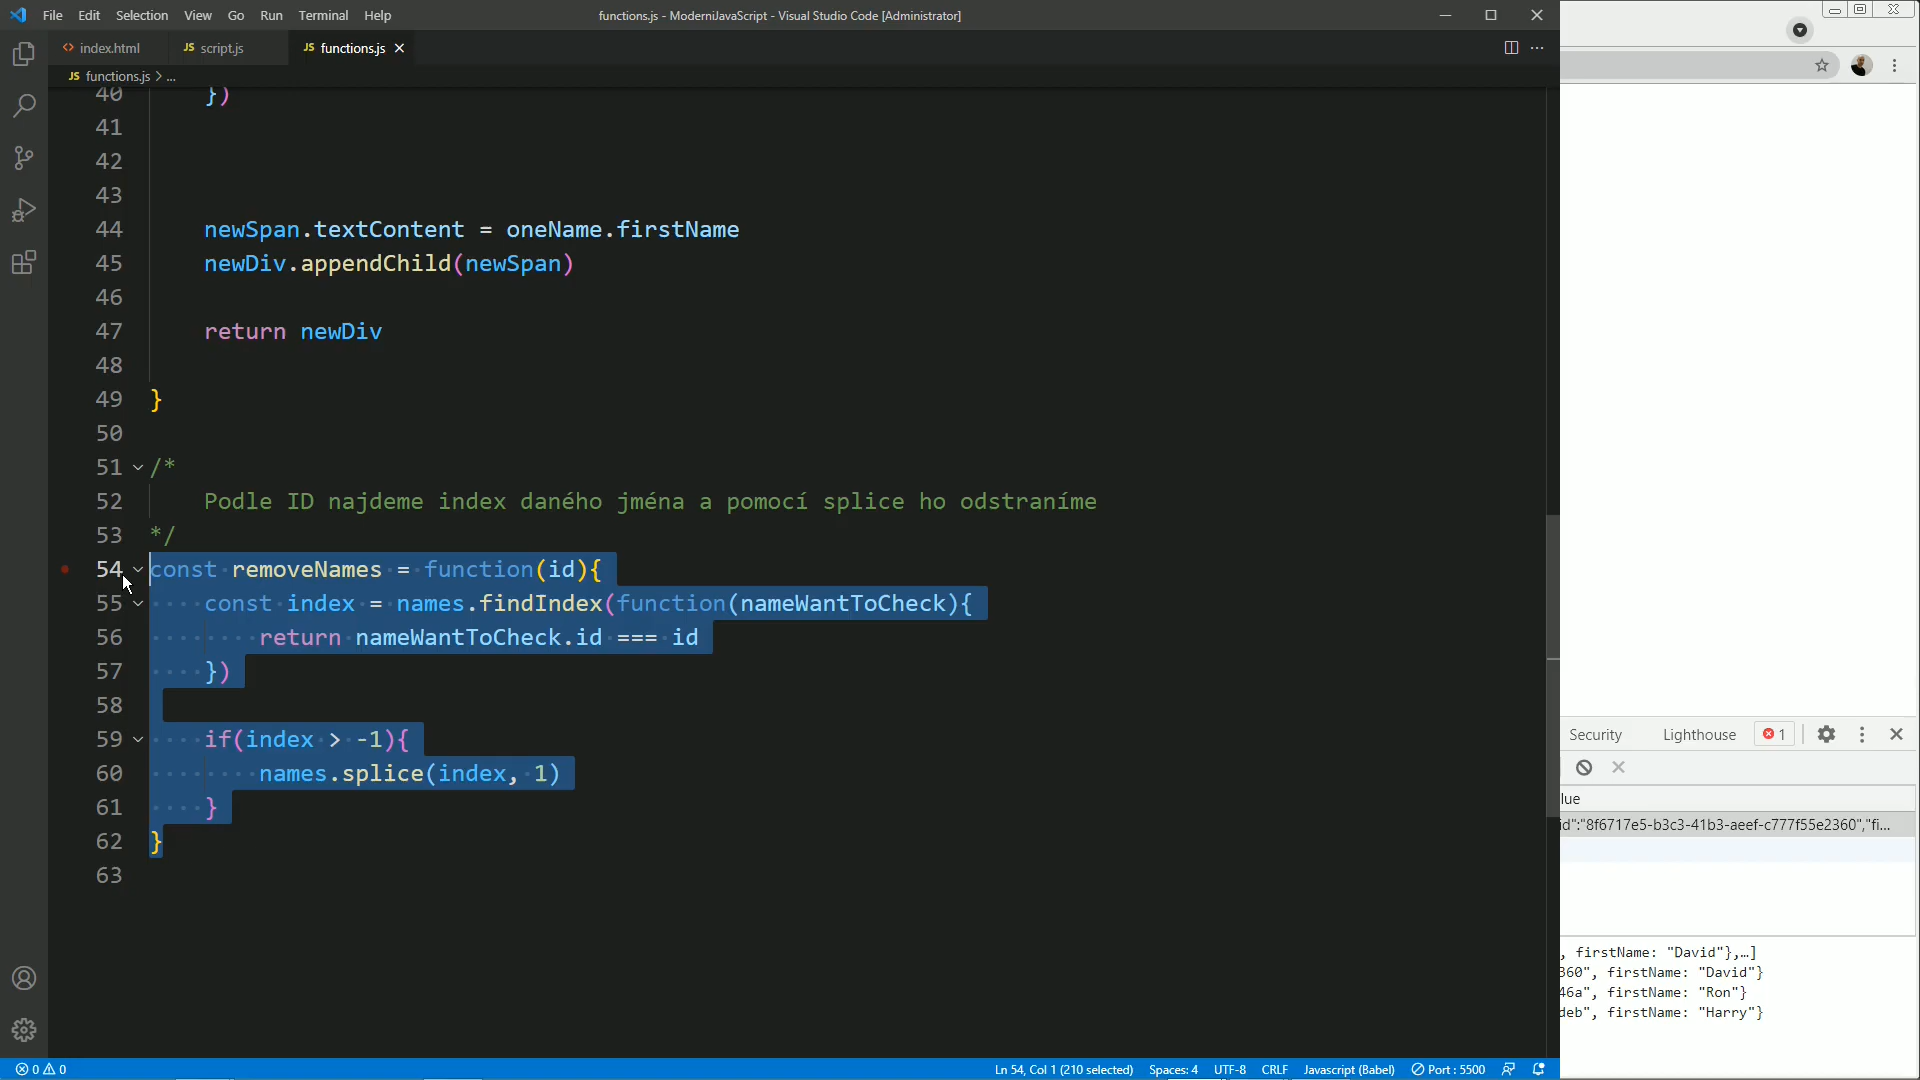 File Edit Selection View Go Run Terminal Help
functions.js - ModerniJavaScript - Visual Studio Code [Administrator]
<> index.html
JS script.js
JS functions.js
JS functions.js > ...
40 })
41
42
43
44 newSpan.textContent = oneName.firstName
45 newDiv.appendChild(newSpan)
46
47 return newDiv
48
49 }
50
51 /*
52 Podle ID najdeme index daného jména a pomocí splice ho odstraníme
53 */
54 const removeNames = function(id){
55 const index = names.findIndex(function(nameWantToCheck){
56 return nameWantToCheck.id === id
57 })
58
59 if(index > -1){
60 names.splice(index, 1)
61 }
62 }
63
Security Lighthouse 1
lue
id":"8f6717e5-b3c3-41b3-aeef-c777f55e2360","fi...
, firstName: "David"},…]
360", firstName: "David"}
46a", firstName: "Ron"}
deb", firstName: "Harry"}
0 0
Ln 54, Col 1 (210 selected) Spaces: 4 UTF-8 CRLF Javascript (Babel) Port : 5500